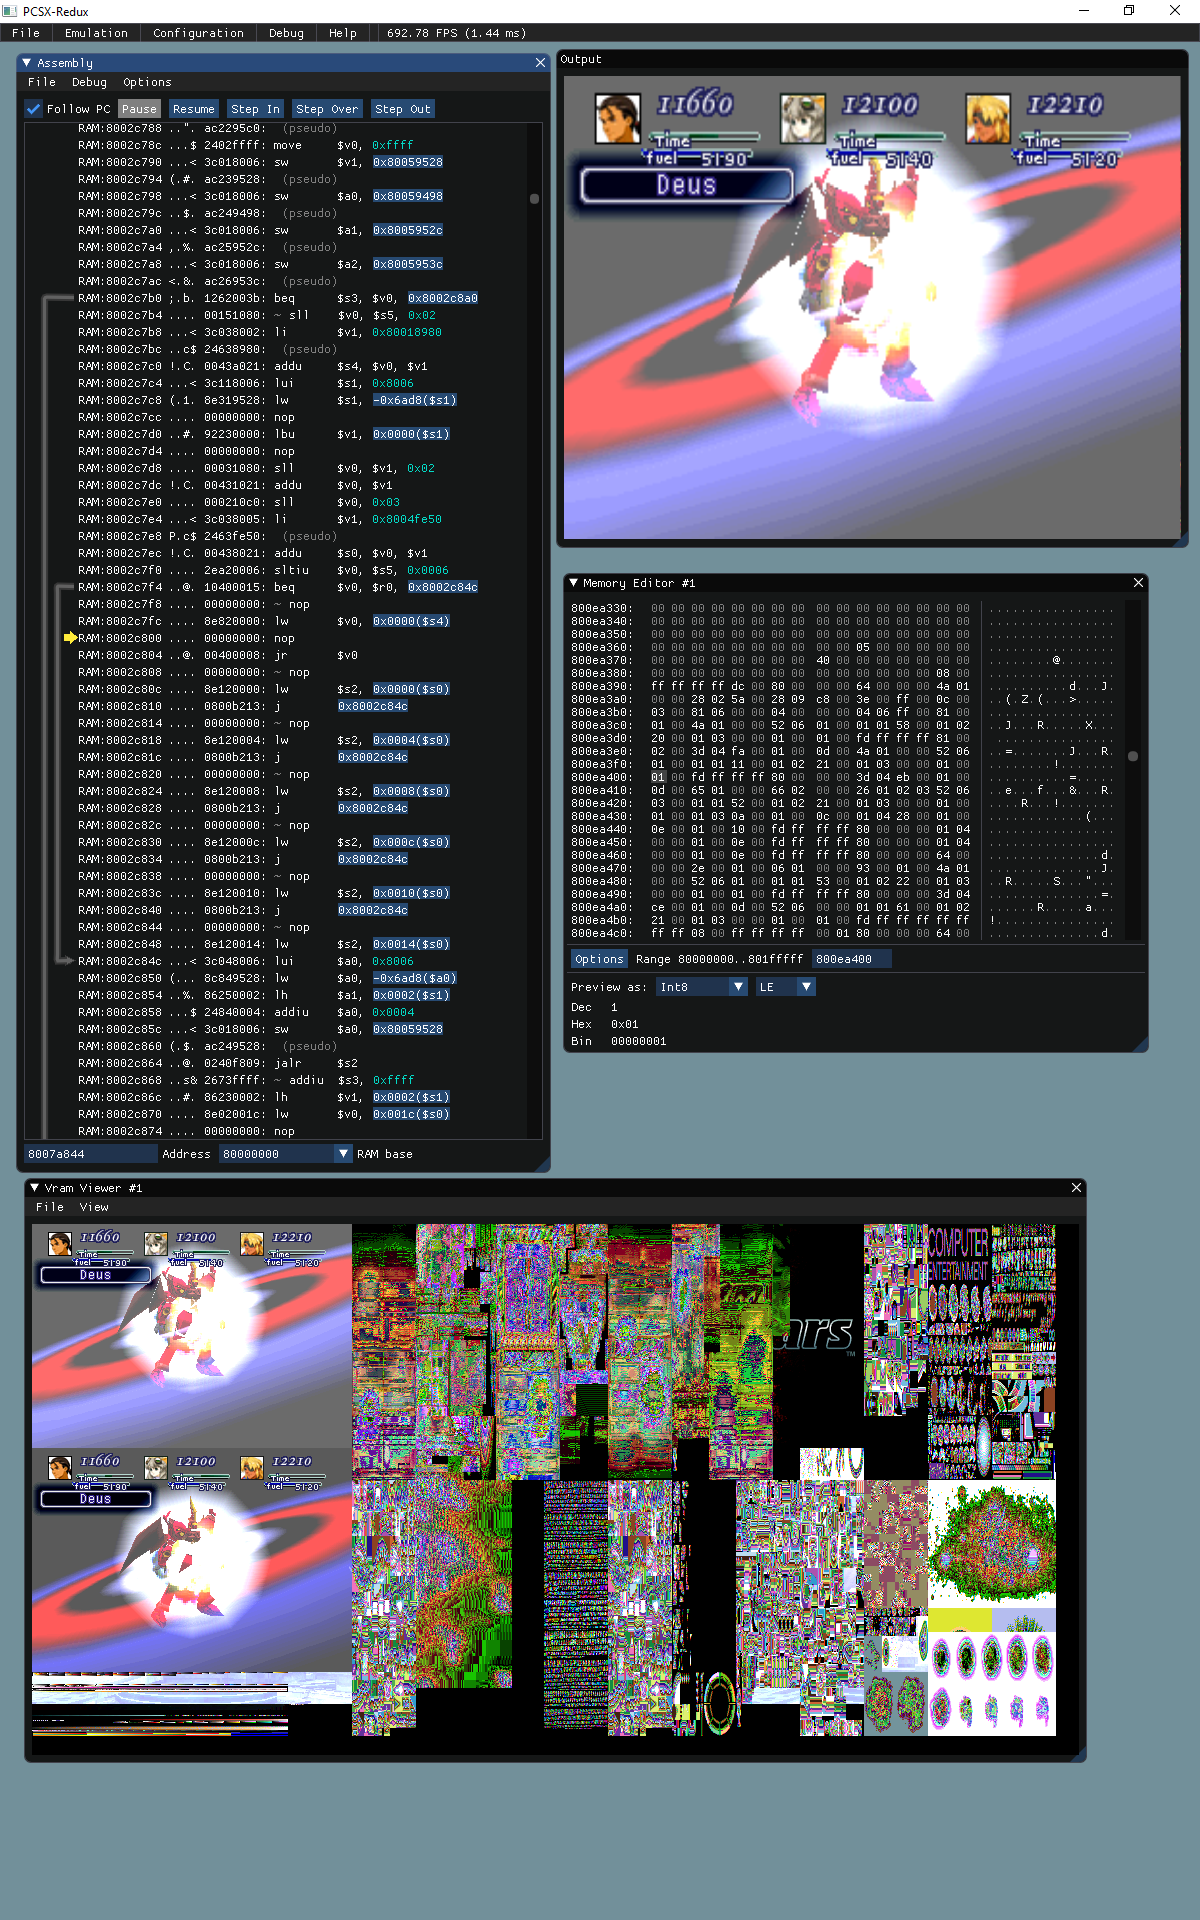 PCSX-Redux
File Emulation Configuration Debug Help 692.78 FPS (1.44 ms)
Assembly
File Debug Options
Follow PC Pause Resume Step In Step Over Step Out
RAM:8002c788 ..". ac2295c0: (pseudo)
RAM:8002c78c ...$ 2402ffff: move $v0, 0xffff
RAM:8002c790 ...< 3c018006: sw $v1, 0x80059528
RAM:8002c794 (.#. ac239528: (pseudo)
RAM:8002c798 ...< 3c018006: sw $a0, 0x80059498
RAM:8002c79c ..$. ac249498: (pseudo)
RAM:8002c7a0 ...< 3c018006: sw $a1, 0x8005952c
RAM:8002c7a4 ,.%. ac25952c: (pseudo)
RAM:8002c7a8 ...< 3c018006: sw $a2, 0x8005953c
RAM:8002c7ac <.&. ac26953c: (pseudo)
RAM:8002c7b0 ;.b. 1262003b: beq $s3, $v0, 0x8002c8a0
RAM:8002c7b4 .... 00151080: ~ sll $v0, $s5, 0x02
RAM:8002c7b8 ...< 3c038002: li $v1, 0x80018980
RAM:8002c7bc ..c$ 24638980: (pseudo)
RAM:8002c7c0 !.C. 0043a021: addu $s4, $v0, $v1
RAM:8002c7c4 ...< 3c118006: lui $s1, 0x8006
RAM:8002c7c8 (.1. 8e319528: lw $s1, -0x6ad8($s1)
RAM:8002c7cc .... 00000000: nop
RAM:8002c7d0 ..#. 92230000: lbu $v1, 0x0000($s1)
RAM:8002c7d4 .... 00000000: nop
RAM:8002c7d8 .... 00031080: sll $v0, $v1, 0x02
RAM:8002c7dc !.C. 00431021: addu $v0, $v1
RAM:8002c7e0 .... 000210c0: sll $v0, 0x03
RAM:8002c7e4 ...< 3c038005: li $v1, 0x8004fe50
RAM:8002c7e8 P.c$ 2463fe50: (pseudo)
RAM:8002c7ec !.C. 00438021: addu $s0, $v0, $v1
RAM:8002c7f0 .... 2ea20006: sltiu $v0, $s5, 0x0006
RAM:8002c7f4 ..@. 10400015: beq $v0, $r0, 0x8002c84c
RAM:8002c7f8 .... 00000000: ~ nop
RAM:8002c7fc .... 8e820000: lw $v0, 0x0000($s4)
RAM:8002c800 .... 00000000: nop
RAM:8002c804 ..@. 00400008: jr $v0
RAM:8002c808 .... 00000000: ~ nop
RAM:8002c80c .... 8e120000: lw $s2, 0x0000($s0)
RAM:8002c810 .... 0800b213: j 0x8002c84c
RAM:8002c814 .... 00000000: ~ nop
RAM:8002c818 .... 8e120004: lw $s2, 0x0004($s0)
RAM:8002c81c .... 0800b213: j 0x8002c84c
RAM:8002c820 .... 00000000: ~ nop
RAM:8002c824 .... 8e120008: lw $s2, 0x0008($s0)
RAM:8002c828 .... 0800b213: j 0x8002c84c
RAM:8002c82c .... 00000000: ~ nop
RAM:8002c830 .... 8e12000c: lw $s2, 0x000c($s0)
RAM:8002c834 .... 0800b213: j 0x8002c84c
RAM:8002c838 .... 00000000: ~ nop
RAM:8002c83c .... 8e120010: lw $s2, 0x0010($s0)
RAM:8002c840 .... 0800b213: j 0x8002c84c
RAM:8002c844 .... 00000000: ~ nop
RAM:8002c848 .... 8e120014: lw $s2, 0x0014($s0)
RAM:8002c84c ...< 3c048006: lui $a0, 0x8006
RAM:8002c850 (... 8c849528: lw $a0, -0x6ad8($a0)
RAM:8002c854 ..%. 86250002: lh $a1, 0x0002($s1)
RAM:8002c858 ...$ 24840004: addiu $a0, 0x0004
RAM:8002c85c ...< 3c018006: sw $a0, 0x80059528
RAM:8002c860 (.$. ac249528: (pseudo)
RAM:8002c864 ..@. 0240f809: jalr $s2
RAM:8002c868 ..s& 2673ffff: ~ addiu $s3, 0xffff
RAM:8002c86c ..#. 86230002: lh $v1, 0x0002($s1)
RAM:8002c870 .... 8e02001c: lw $v0, 0x001c($s0)
RAM:8002c874 .... 00000000: nop
8007a844 Address 80000000 RAM base
Output
11660 12100 12210
Time Time Time
fuel 5190 fuel 5140 fuel 5120
Deus
Memory Editor #1
800ea330: 00 00 00 00 00 00 00 00 00 00 00 00 00 00 00 00 ................
800ea340: 00 00 00 00 00 00 00 00 00 00 00 00 00 00 00 00 ................
800ea350: 00 00 00 00 00 00 00 00 00 00 00 00 00 00 00 00 ................
800ea360: 00 00 00 00 00 00 00 00 00 00 05 00 00 00 00 00 ................
800ea370: 00 00 00 00 00 00 00 00 40 00 00 00 00 00 00 00 ........@.......
800ea380: 00 00 00 00 00 00 00 00 00 00 00 00 00 00 08 00 ................
800ea390: ff ff ff ff dc 00 80 00 00 00 64 00 00 00 4a 01 ..........d...J.
800ea3a0: 00 00 28 02 5a 00 28 09 c8 00 3e 00 ff 00 0c 00 ..(.Z.(...>.....
800ea3b0: 03 00 81 06 00 00 04 00 00 00 04 06 ff 00 81 00 ................
800ea3c0: 01 00 4a 01 00 00 52 06 01 00 01 01 58 00 01 02 ..J...R.....X...
800ea3d0: 20 00 01 03 00 00 01 00 01 00 fd ff ff ff 81 00 ...............
800ea3e0: 02 00 3d 04 fa 00 01 00 0d 00 4a 01 00 00 52 06 ..=.......J...R.
800ea3f0: 01 00 01 01 11 00 01 02 21 00 01 03 00 00 01 00 ........!.......
800ea400: 01 00 fd ff ff ff 80 00 00 00 3d 04 eb 00 01 00 ..........=.....
800ea410: 0d 00 65 01 00 00 66 02 00 00 26 01 02 03 52 06 ..e...f...&...R.
800ea420: 03 00 01 01 52 00 01 02 21 00 01 03 00 00 01 00 ....R...!.......
800ea430: 01 00 01 03 0a 00 01 00 0c 00 01 04 28 00 01 00 ............(...
800ea440: 0e 00 01 00 10 00 fd ff ff ff 80 00 00 00 01 04 ................
800ea450: 00 00 01 00 0e 00 fd ff ff ff 80 00 00 00 01 04 ................
800ea460: 00 00 01 00 0e 00 fd ff ff ff 80 00 00 00 64 00 ..............d.
800ea470: 00 00 2e 00 01 00 06 01 00 00 93 00 01 00 4a 01 ..............J.
800ea480: 00 00 52 06 01 00 01 01 53 00 01 02 22 00 01 03 ..R.....S..."...
800ea490: 00 00 01 00 01 00 fd ff ff ff 80 00 00 00 3d 04 ..............=.
800ea4a0: ce 00 01 00 0d 00 52 06 00 00 01 01 61 00 01 02 ......R.....a...
800ea4b0: 21 00 01 03 00 00 01 00 01 00 fd ff ff ff ff ff !...............
800ea4c0: ff ff 08 00 ff ff ff ff 00 01 80 00 00 00 64 00 ..............d.
Options Range 80000000..801fffff 800ea400
Preview as: Int8 LE
Dec 1
Hex 0x01
Bin 00000001
Vram Viewer #1
File View
11660 12100 12210
Time Time Time
fuel 5190 fuel 5140 fuel 5120
Deus
COMPUTER
ENTERTAINMENT
ars
TM
11660 12100 12210
Time Time Time
fuel 5190 fuel 5140 fuel 5120
Deus